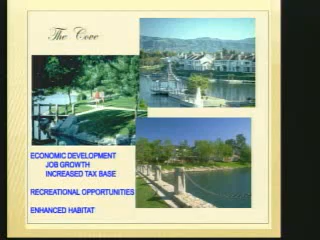 The Cove
ECONOMIC DEVELOPMENT
JOB GROWTH
INCREASED TAX BASE
RECREATIONAL OPPORTUNITIES
ENHANCED HABITAT